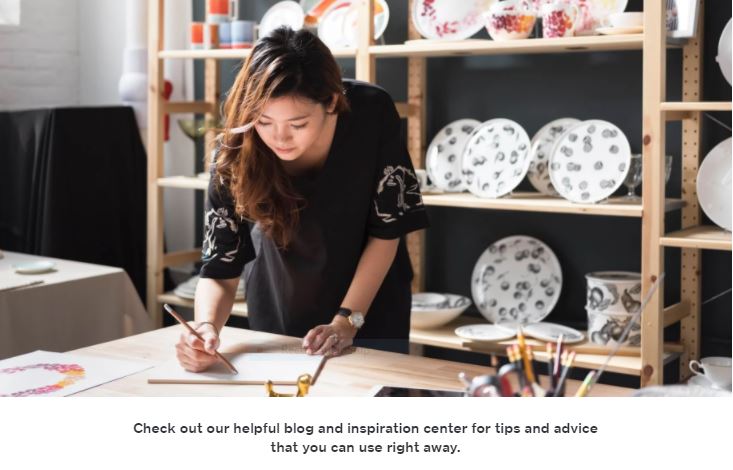 Check out our helpful blog and inspiration center for tips and advice
that you can use right away.